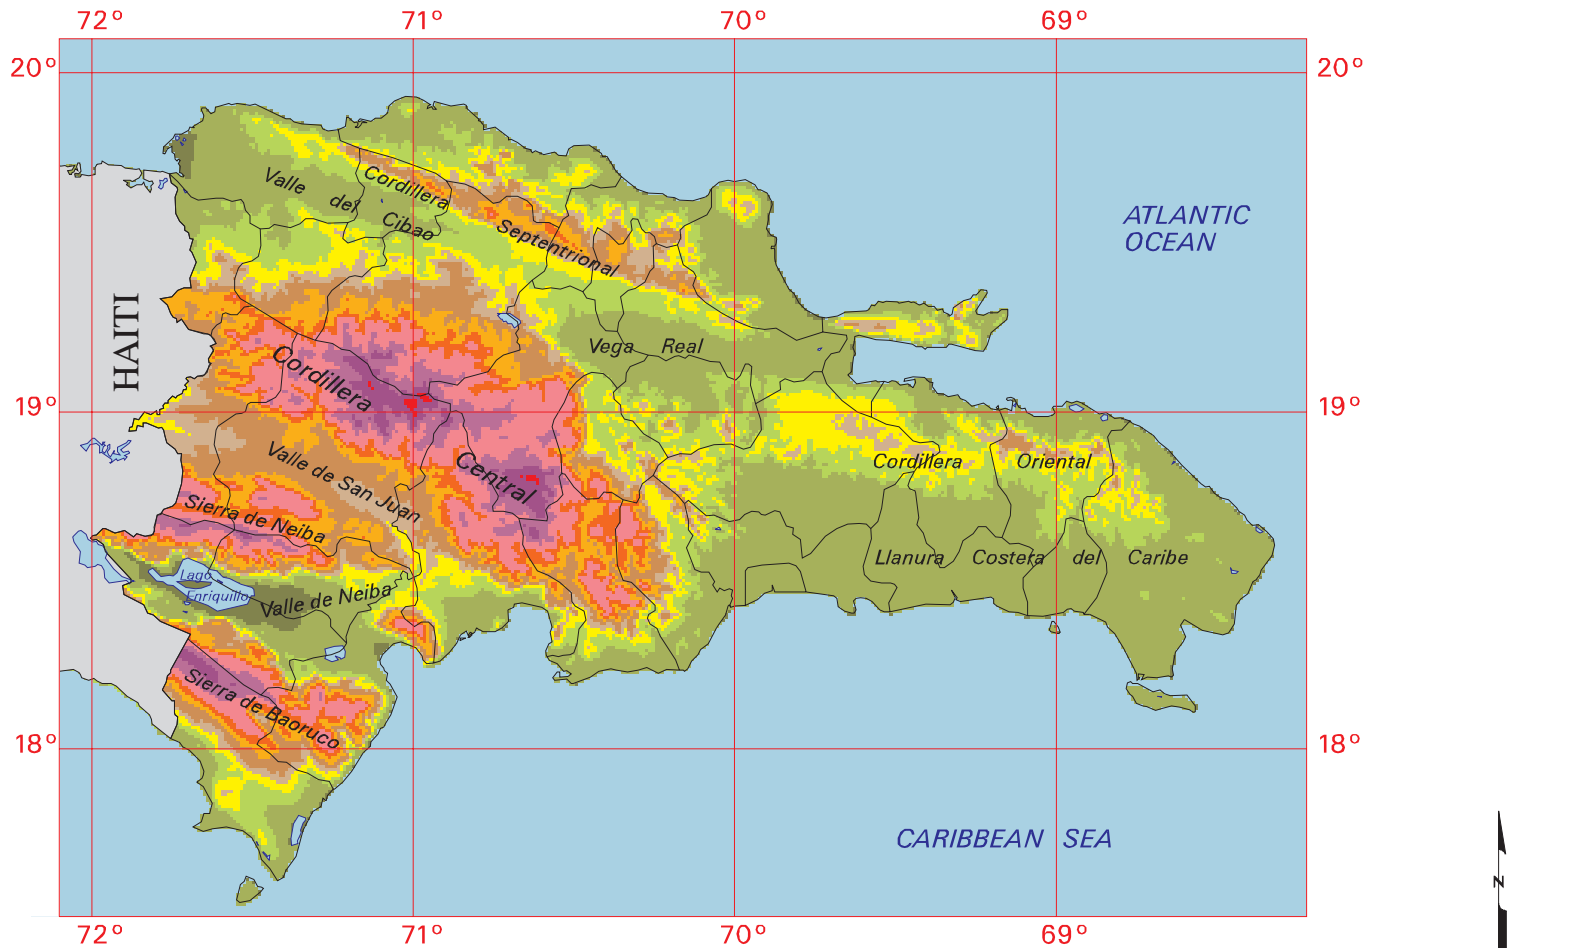 72° 71° 70° 69°
20° 20°
ATLANTIC
OCEAN
Valle del Cibao
Cordillera Septentrional
HAITI
Vega Real
Cordillera Central
19° 19°
Valle de San Juan
Cordillera Oriental
Sierra de Neiba
Llanura Costera del Caribe
Lago
Enriquillo
Valle de Neiba
Sierra de Baoruco
18° 18°
CARIBBEAN SEA
N
72° 71° 70° 69°